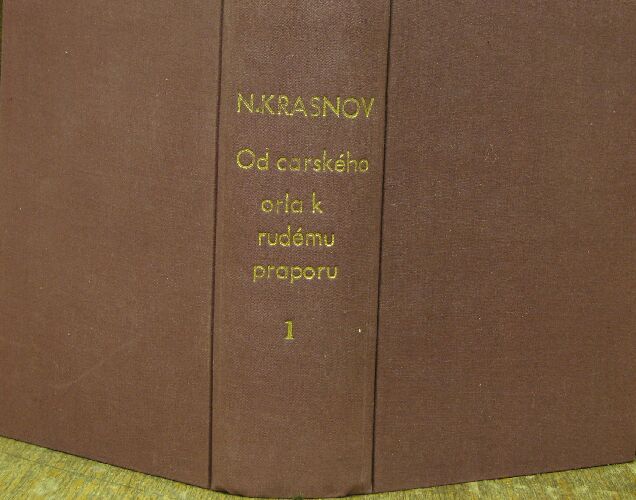 N.KRASNOV
Od carského
orla k
rudému
praporu
1